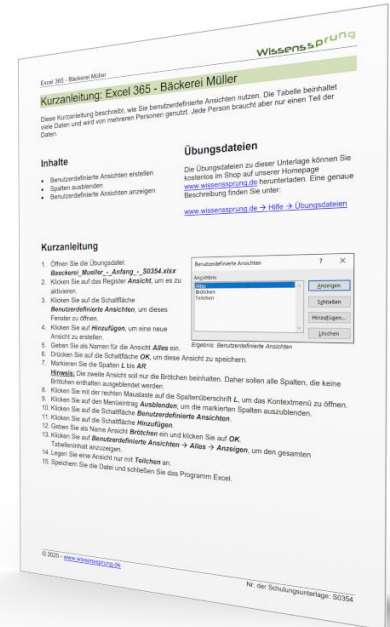 Wissenssprung
Excel 365 - Bäckerei Müller
Kurzanleitung: Excel 365 - Bäckerei Müller
Diese Kurzanleitung beschreibt, wie Sie benutzerdefinierte Ansichten nutzen. Die Tabelle beinhaltet
viele Daten und wird von mehreren Personen genutzt. Jede Person braucht aber nur einen Teil der
Daten.
Inhalte
• Benutzerdefinierte Ansichten erstellen
• Spalten ausblenden
• Benutzerdefinierte Ansichten anzeigen
Übungsdateien
Die Übungsdateien zu dieser Unterlage können Sie
kostenlos im Shop auf unserer Homepage
www.wissenssprung.de herunterladen. Eine genaue
Beschreibung finden Sie unter:
www.wissenssprung.de → Hilfe → Übungsdateien
Kurzanleitung
1. Öffnen Sie die Übungsdatei:
Baeckerei_Mueller_-_Anfang_-_S0354.xlsx
2. Klicken Sie auf das Register Ansicht, um es zu
aktivieren.
3. Klicken Sie auf die Schaltfläche
Benutzerdefinierte Ansichten, um dieses
Fenster zu öffnen.
4. Klicken Sie auf Hinzufügen, um eine neue
Ansicht zu erstellen.
5. Geben Sie als Namen für die Ansicht Alles ein.
6. Drücken Sie auf die Schaltfläche OK, um diese Ansicht zu speichern.
7. Markieren Sie die Spalten L bis AR.
Hinweis: Die zweite Ansicht soll nur die Brötchen beinhalten. Daher sollen alle Spalten, die keine
Brötchen enthalten ausgeblendet werden.
8. Klicken Sie mit der rechten Maustaste auf die Spaltenüberschrift L, um das Kontextmenü zu öffnen.
9. Klicken Sie auf den Menüeintrag Ausblenden, um die markierten Spalten auszublenden.
10. Klicken Sie auf die Schaltfläche Benutzerdefinierte Ansichten.
11. Klicken Sie auf die Schaltfläche Hinzufügen.
12. Geben Sie als Name Ansicht Brötchen ein und klicken Sie auf OK.
13. Klicken Sie auf Benutzerdefinierte Ansichten → Alles → Anzeigen, um den gesamten
Tabelleninhalt anzuzeigen.
14. Legen Sie eine Ansicht nur mit Teilchen an.
15. Speichern Sie die Datei und schließen Sie das Programm Excel.
Benutzerdefinierte Ansichten ? ×
Ansichten:
Alles
Brötchen
Teilchen
Anzeigen
Schließen
Hinzufügen...
Löschen
Ergebnis: Benutzerdefinierte Ansichten
© 2020 - www.wissenssprung.de
Nr. der Schulungsunterlage: S0354